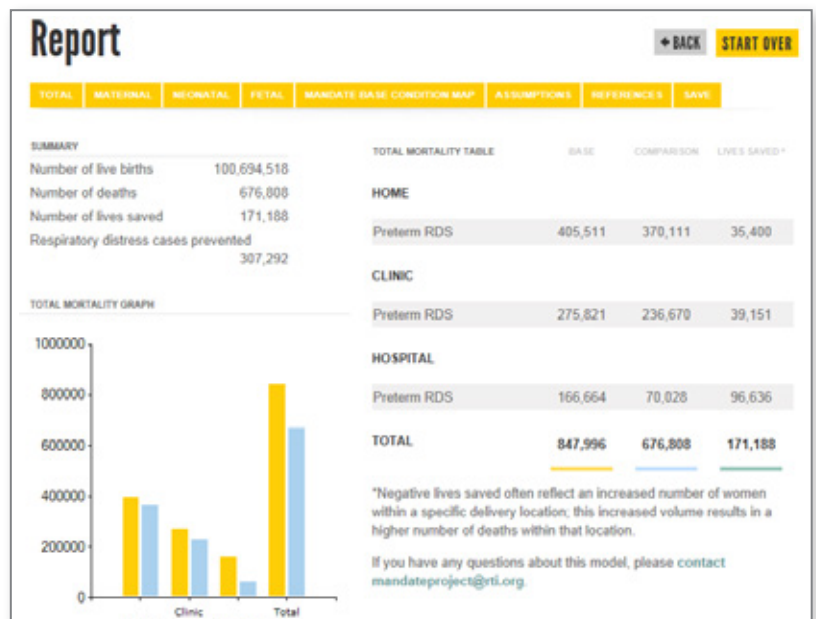 Report
← BACK
START OVER
TOTAL
MATERNAL
NEONATAL
FETAL
MANDATE BASE CONDITION MAP
ASSUMPTIONS
REFERENCES
SAVE
SUMMARY
Number of live births 100,694,518
Number of deaths 676,808
Number of lives saved 171,188
Respiratory distress cases prevented
307,292
TOTAL MORTALITY GRAPH
1000000
800000
600000
400000
200000
0
Clinic Total
TOTAL MORTALITY TABLE BASE COMPARISON LIVES SAVED*
HOME
Preterm RDS 405,511 370,111 35,400
CLINIC
Preterm RDS 275,821 236,670 39,151
HOSPITAL
Preterm RDS 166,664 70,028 96,636
TOTAL 847,996 676,808 171,188
*Negative lives saved often reflect an increased number of women
within a specific delivery location; this increased volume results in a
higher number of deaths within that location.
If you have any questions about this model, please contact
mandateproject@rti.org.